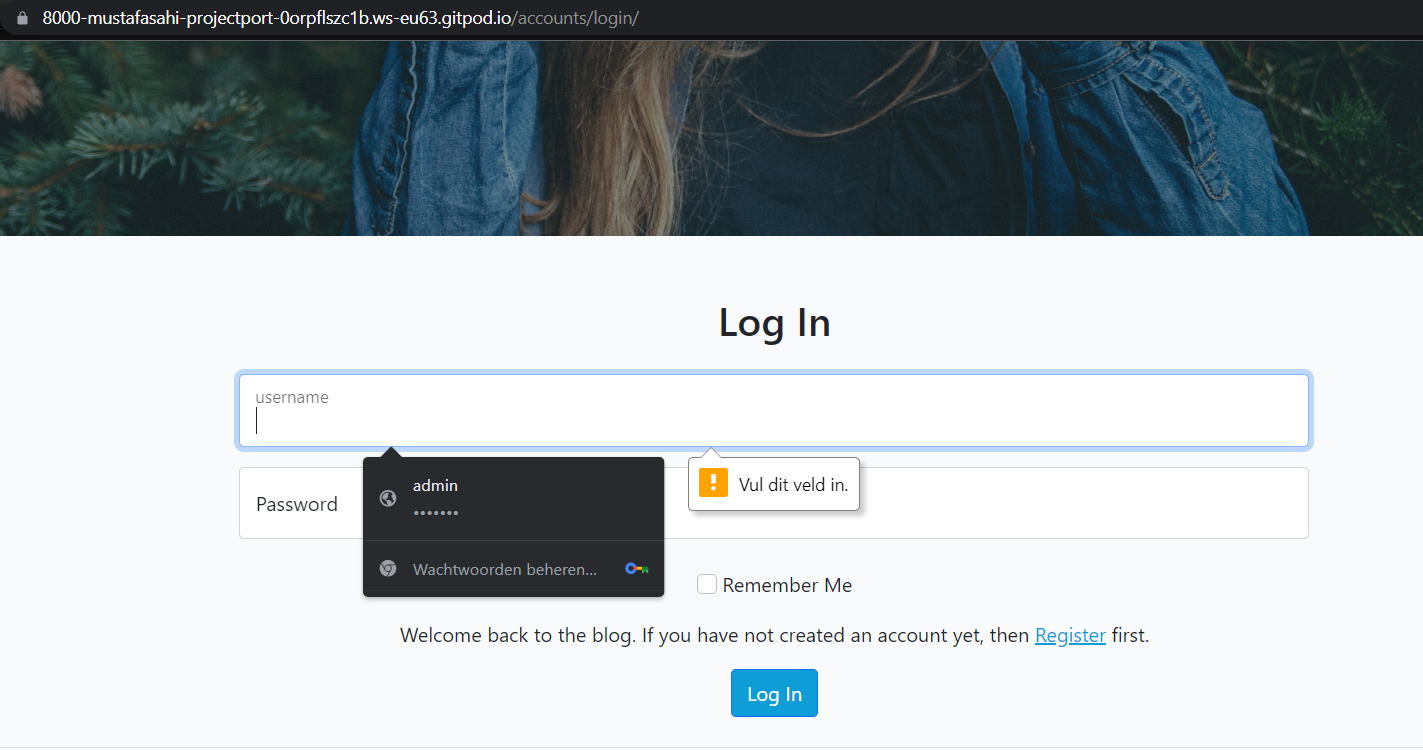 8000-mustafasahi-projectport-0orpflszc1b.ws-eu63.gitpod.io/accounts/login/
Log In
username
admin
•••••••
Vul dit veld in.
Password
Wachtwoorden beheren...
Remember Me
Welcome back to the blog. If you have not created an account yet, then Register first.
Log In